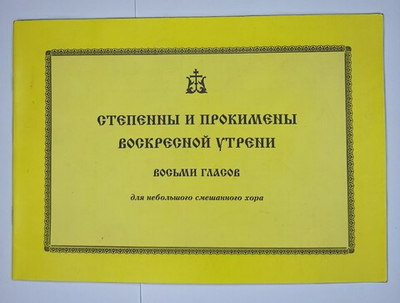 СТЕПЕННЫ И ПРОКИМЕНЫ
ВОСКРЕСНОЙ УТРЕНИ
ВОСЬМИ ГЛАСОВ
для небольшого смешанного хора